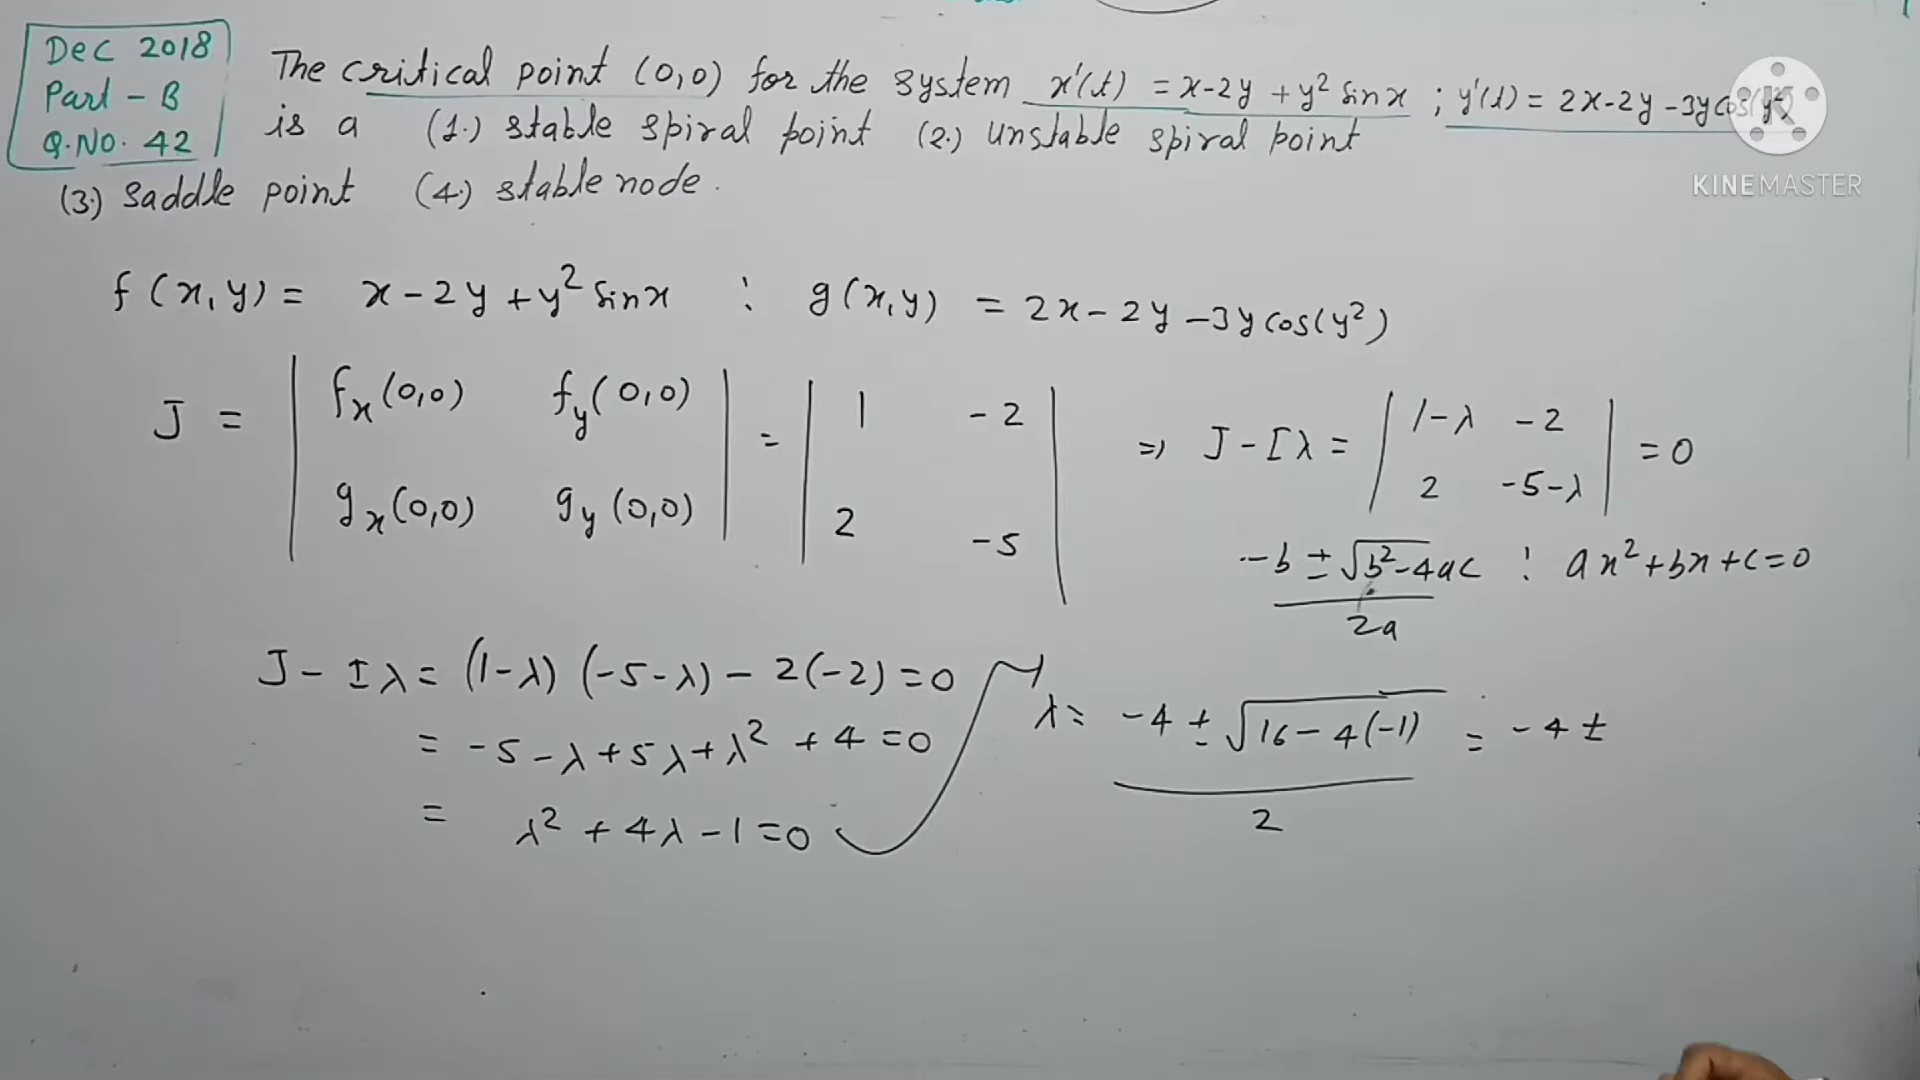 Dec 2018
Part - B
Q.NO. 42
The critical point (0,0) for the system x'(t) = x-2y + y² sinx ; y'(t) = 2x-2y-3y cos(y²)
is a (1.) stable spiral point (2.) unstable spiral point
(3.) saddle point (4.) stable node.
KINEMASTER
f(x,y) = x-2y+y² sinx : g(x,y) = 2x-2y-3y cos(y²)
J = | fx(0,0) fy(0,0) | = | 1 -2 | => J-Iλ = | 1-λ -2 | = 0
| gx(0,0) gy(0,0) | | 2 -5 | | 2 -5-λ |
-b ± √b²-4ac : ax²+bx+c=0
2a
J-Iλ = (1-λ) (-5-λ) - 2(-2) = 0
λ = -4 ± √16-4(-1) = -4 ±
2
= -5-λ+5λ+λ² + 4 = 0
= λ² + 4λ - 1 = 0